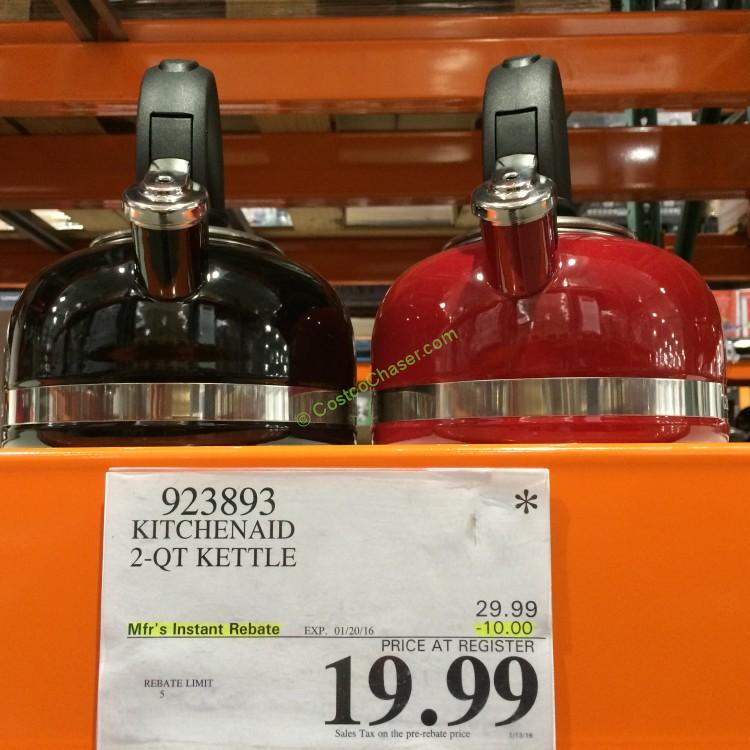 © CostcoChaser.com
923893
*
KITCHENAID
2-QT KETTLE
29.99
Mfr's Instant Rebate EXP. 01/20/16 -10.00
PRICE AT REGISTER
REBATE LIMIT
5
19.99
Sales Tax on the pre-rebate price